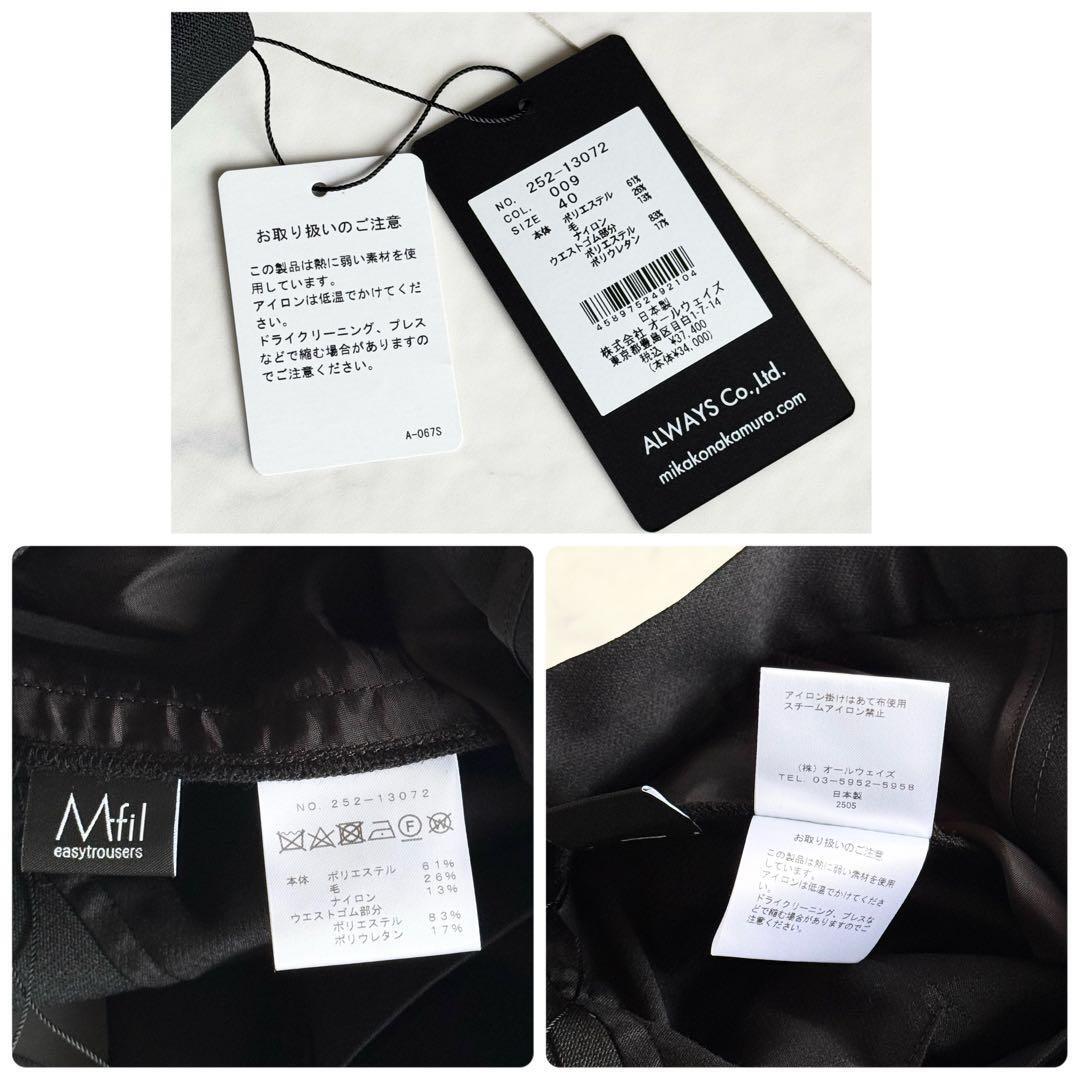 お取り扱いのご注意
この製品は熱に弱い素材を使
用しています。
アイロンは低温でかけてくだ
さい。
ドライクリーニング、プレス
などで縮む場合がありますの
でご注意ください。
A-067S
NO. 252-13072
COL. 009
SIZE 40
本体 ポリエステル 61%
毛 26%
ナイロン 13%
ウエストゴム部分
ポリエステル 83%
ポリウレタン 17%
4589752492104
日本製
株式会社 オールウェイズ
東京都豊島区目白1-7-14
税込 ¥37,400
(本体¥34,000)
ALWAYS Co.,Ltd.
mikakonakamura.com
M-fil
easytrousers
NO. 252-13072
本体 ポリエステル 61%
毛 26%
ナイロン 13%
ウエストゴム部分
ポリエステル 83%
ポリウレタン 17%
アイロン掛けはあて布使用
スチームアイロン禁止
(株) オールウェイズ
TEL. 03-5952-5958
日本製
2505
お取り扱いのご注意
この製品は熱に弱い素材を使用
しています。
アイロンは低温でかけてくださ
い。
ドライクリーニング、プレスな
どで縮む場合がありますのでご
注意ください。